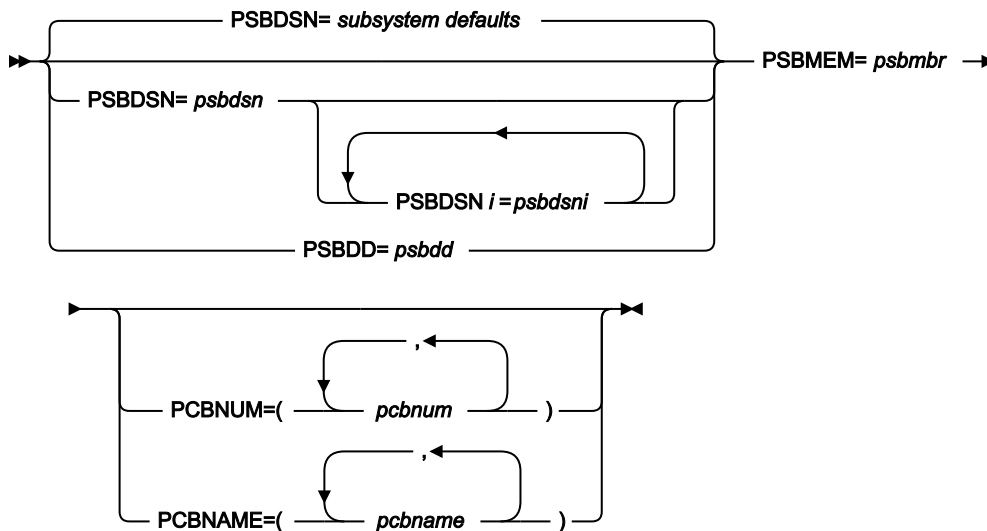 PSBDSN= subsystem defaults
PSBMEM= psbmbr
PSBDSN= psbdsn
PSBDSN i =psbdsni
PSBDD= psbdd
,
PCBNUM=( pcbnum )
,
PCBNAME=( pcbname )